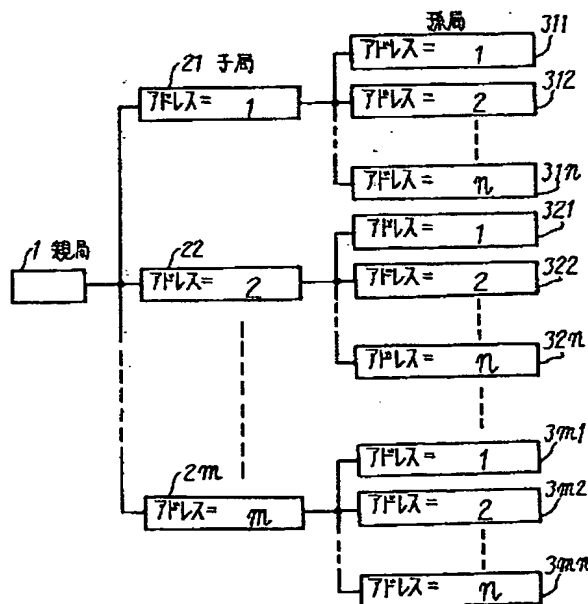 孫局
311
アドレス= 1
21 子局
アドレス= 1
312
アドレス= 2
31n
アドレス= n
321
アドレス= 1
1 親局
22
アドレス= 2
322
アドレス= 2
32n
アドレス= n
3m1
アドレス= 1
2m
アドレス= m
3m2
アドレス= 2
3mn
アドレス= n